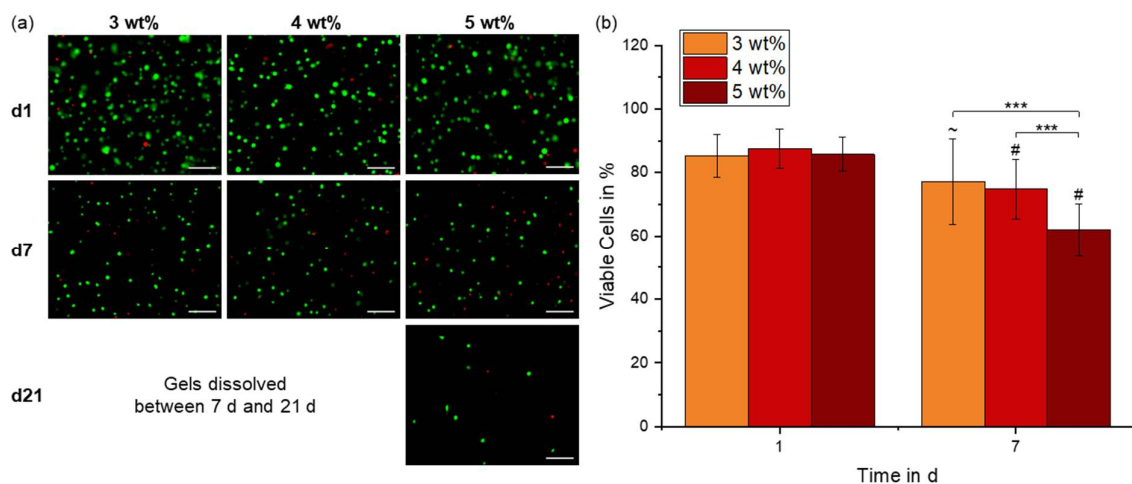 (a)
3 wt%
4 wt%
5 wt%
d1
d7
d21
Gels dissolved
between 7 d and 21 d
(b)
120
100
80
60
40
20
0
Viable Cells in %
3 wt%
4 wt%
5 wt%
***
***
~
#
#
1
7
Time in d